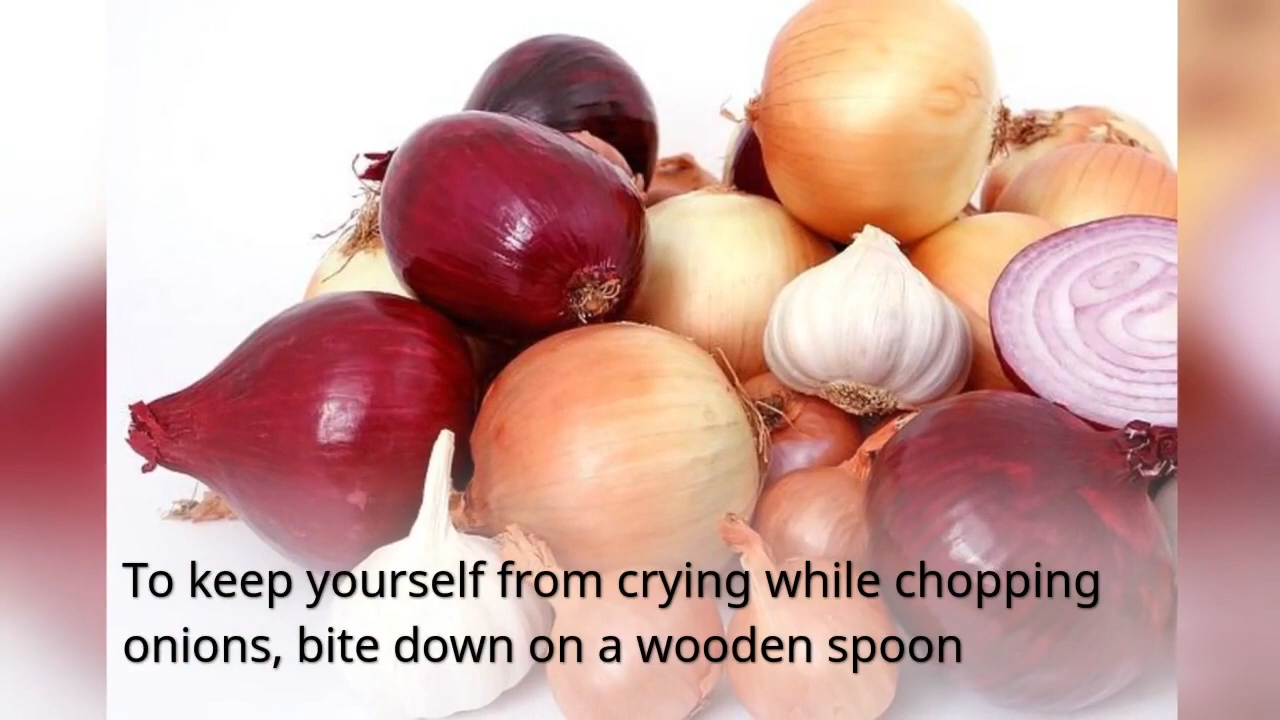 To keep yourself from crying while chopping
onions, bite down on a wooden spoon